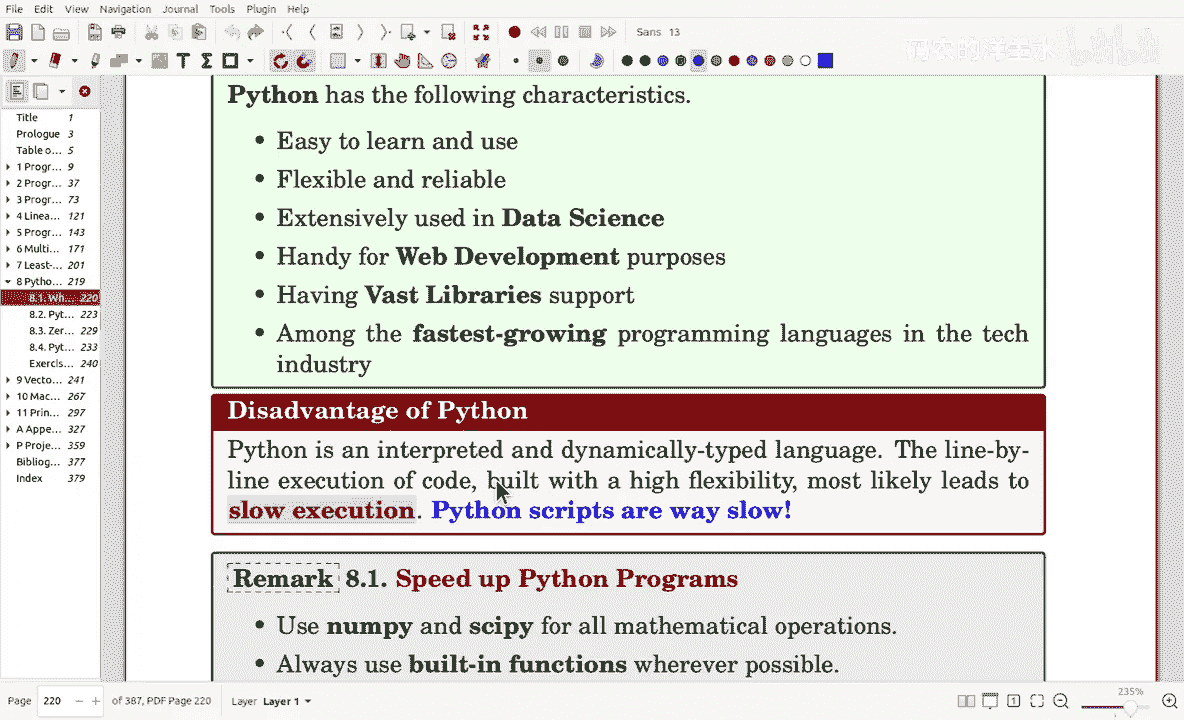 File Edit View Navigation Journal Tools Plugin Help
Sans 13
Title 1
Prologue 3
Table o... 5
1 Progr... 9
2 Progr... 37
3 Progr... 73
4 Linea... 121
5 Progr... 143
6 Multi... 171
7 Least-... 201
8 Pytho... 219
8.1. Wh... 220
8.2. Pyt... 223
8.3. Zer... 229
8.4. Pyt... 233
Exercis... 240
9 Vecto... 241
10 Mac... 267
11 Prin... 297
A Appe... 327
P Proje... 359
Bibliog... 377
Index 379
Python has the following characteristics.
• Easy to learn and use
• Flexible and reliable
• Extensively used in Data Science
• Handy for Web Development purposes
• Having Vast Libraries support
• Among the fastest-growing programming languages in the tech
industry
Disadvantage of Python
Python is an interpreted and dynamically-typed language. The line-by-
line execution of code, built with a high flexibility, most likely leads to
slow execution. Python scripts are way slow!
Remark 8.1. Speed up Python Programs
• Use numpy and scipy for all mathematical operations.
• Always use built-in functions wherever possible.
Page 220 of 387, PDF Page 220 Layer Layer 1
235%